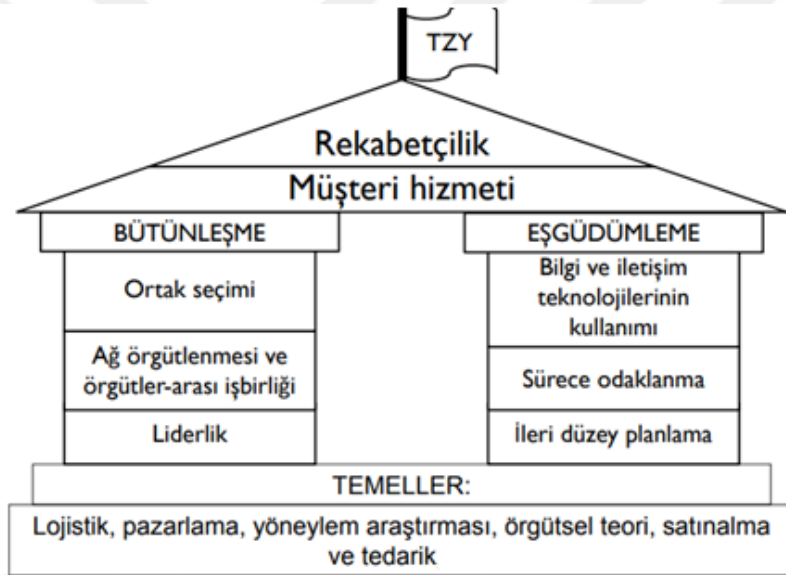 TZY
Rekabetçilik
Müşteri hizmeti
BÜTÜNLEŞME
Ortak seçimi
Ağ örgütlenmesi ve
örgütler-arası işbirliği
Liderlik
EŞGÜDÜMLEME
Bilgi ve iletişim
teknolojilerinin
kullanımı
Sürece odaklanma
İleri düzey planlama
TEMELLER:
Lojistik, pazarlama, yöneylem araştırması, örgütsel teori, satınalma
ve tedarik